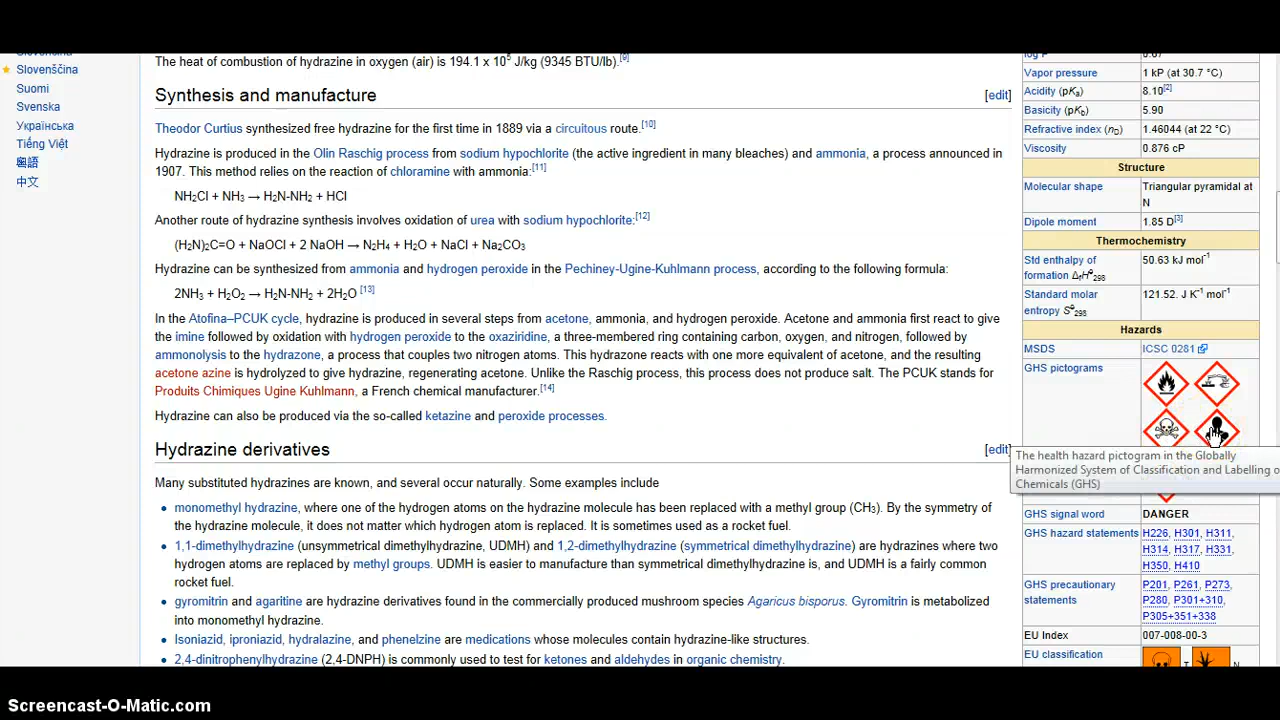 Slovenščina
Suomi
Svenska
Українська
Tiếng Việt
粵語
中文
The heat of combustion of hydrazine in oxygen (air) is 194.1 x 10⁵ J/kg (9345 BTU/lb).[9]
Synthesis and manufacture [edit]
Theodor Curtius synthesized free hydrazine for the first time in 1889 via a circuitous route.[10]
Hydrazine is produced in the Olin Raschig process from sodium hypochlorite (the active ingredient in many bleaches) and ammonia, a process announced in
1907. This method relies on the reaction of chloramine with ammonia:[11]
NH₂Cl + NH₃ → H₂N-NH₂ + HCl
Another route of hydrazine synthesis involves oxidation of urea with sodium hypochlorite:[12]
(H₂N)₂C=O + NaOCl + 2 NaOH → N₂H₄ + H₂O + NaCl + Na₂CO₃
Hydrazine can be synthesized from ammonia and hydrogen peroxide in the Pechiney-Ugine-Kuhlmann process, according to the following formula:
2NH₃ + H₂O₂ → H₂N-NH₂ + 2H₂O [13]
In the Atofina–PCUK cycle, hydrazine is produced in several steps from acetone, ammonia, and hydrogen peroxide. Acetone and ammonia first react to give
the imine followed by oxidation with hydrogen peroxide to the oxaziridine, a three-membered ring containing carbon, oxygen, and nitrogen, followed by
ammonolysis to the hydrazone, a process that couples two nitrogen atoms. This hydrazone reacts with one more equivalent of acetone, and the resulting
acetone azine is hydrolyzed to give hydrazine, regenerating acetone. Unlike the Raschig process, this process does not produce salt. The PCUK stands for
Produits Chimiques Ugine Kuhlmann, a French chemical manufacturer.[14]
Hydrazine can also be produced via the so-called ketazine and peroxide processes.
Hydrazine derivatives [edit]
Many substituted hydrazines are known, and several occur naturally. Some examples include
• monomethyl hydrazine, where one of the hydrogen atoms on the hydrazine molecule has been replaced with a methyl group (CH₃). By the symmetry of
the hydrazine molecule, it does not matter which hydrogen atom is replaced. It is sometimes used as a rocket fuel.
• 1,1-dimethylhydrazine (unsymmetrical dimethylhydrazine, UDMH) and 1,2-dimethylhydrazine (symmetrical dimethylhydrazine) are hydrazines where two
hydrogen atoms are replaced by methyl groups. UDMH is easier to manufacture than symmetrical dimethylhydrazine is, and UDMH is a fairly common
rocket fuel.
• gyromitrin and agaritine are hydrazine derivatives found in the commercially produced mushroom species Agaricus bisporus. Gyromitrin is metabolized
into monomethyl hydrazine.
• Isoniazid, iproniazid, hydralazine, and phenelzine are medications whose molecules contain hydrazine-like structures.
• 2,4-dinitrophenylhydrazine (2,4-DNPH) is commonly used to test for ketones and aldehydes in organic chemistry.
Vapor pressure 1 kP (at 30.7 °C)
Acidity (pKa) 8.10[2]
Basicity (pKb) 5.90
Refractive index (nD) 1.46044 (at 22 °C)
Viscosity 0.876 cP
Structure
Molecular shape Triangular pyramidal at
N
Dipole moment 1.85 D[3]
Thermochemistry
Std enthalpy of 50.63 kJ mol⁻¹
formation ΔfH⦵298
Standard molar 121.52. J K⁻¹ mol⁻¹
entropy S⦵298
Hazards
MSDS ICSC 0281
GHS pictograms
The health hazard pictogram in the Globally
Harmonized System of Classification and Labelling o
Chemicals (GHS)
GHS signal word DANGER
GHS hazard statements H226, H301, H311,
H314, H317, H331,
H350, H410
GHS precautionary P201, P261, P273,
statements P280, P301+310,
P305+351+338
EU Index 007-008-00-3
EU classification T N
Screencast-O-Matic.com